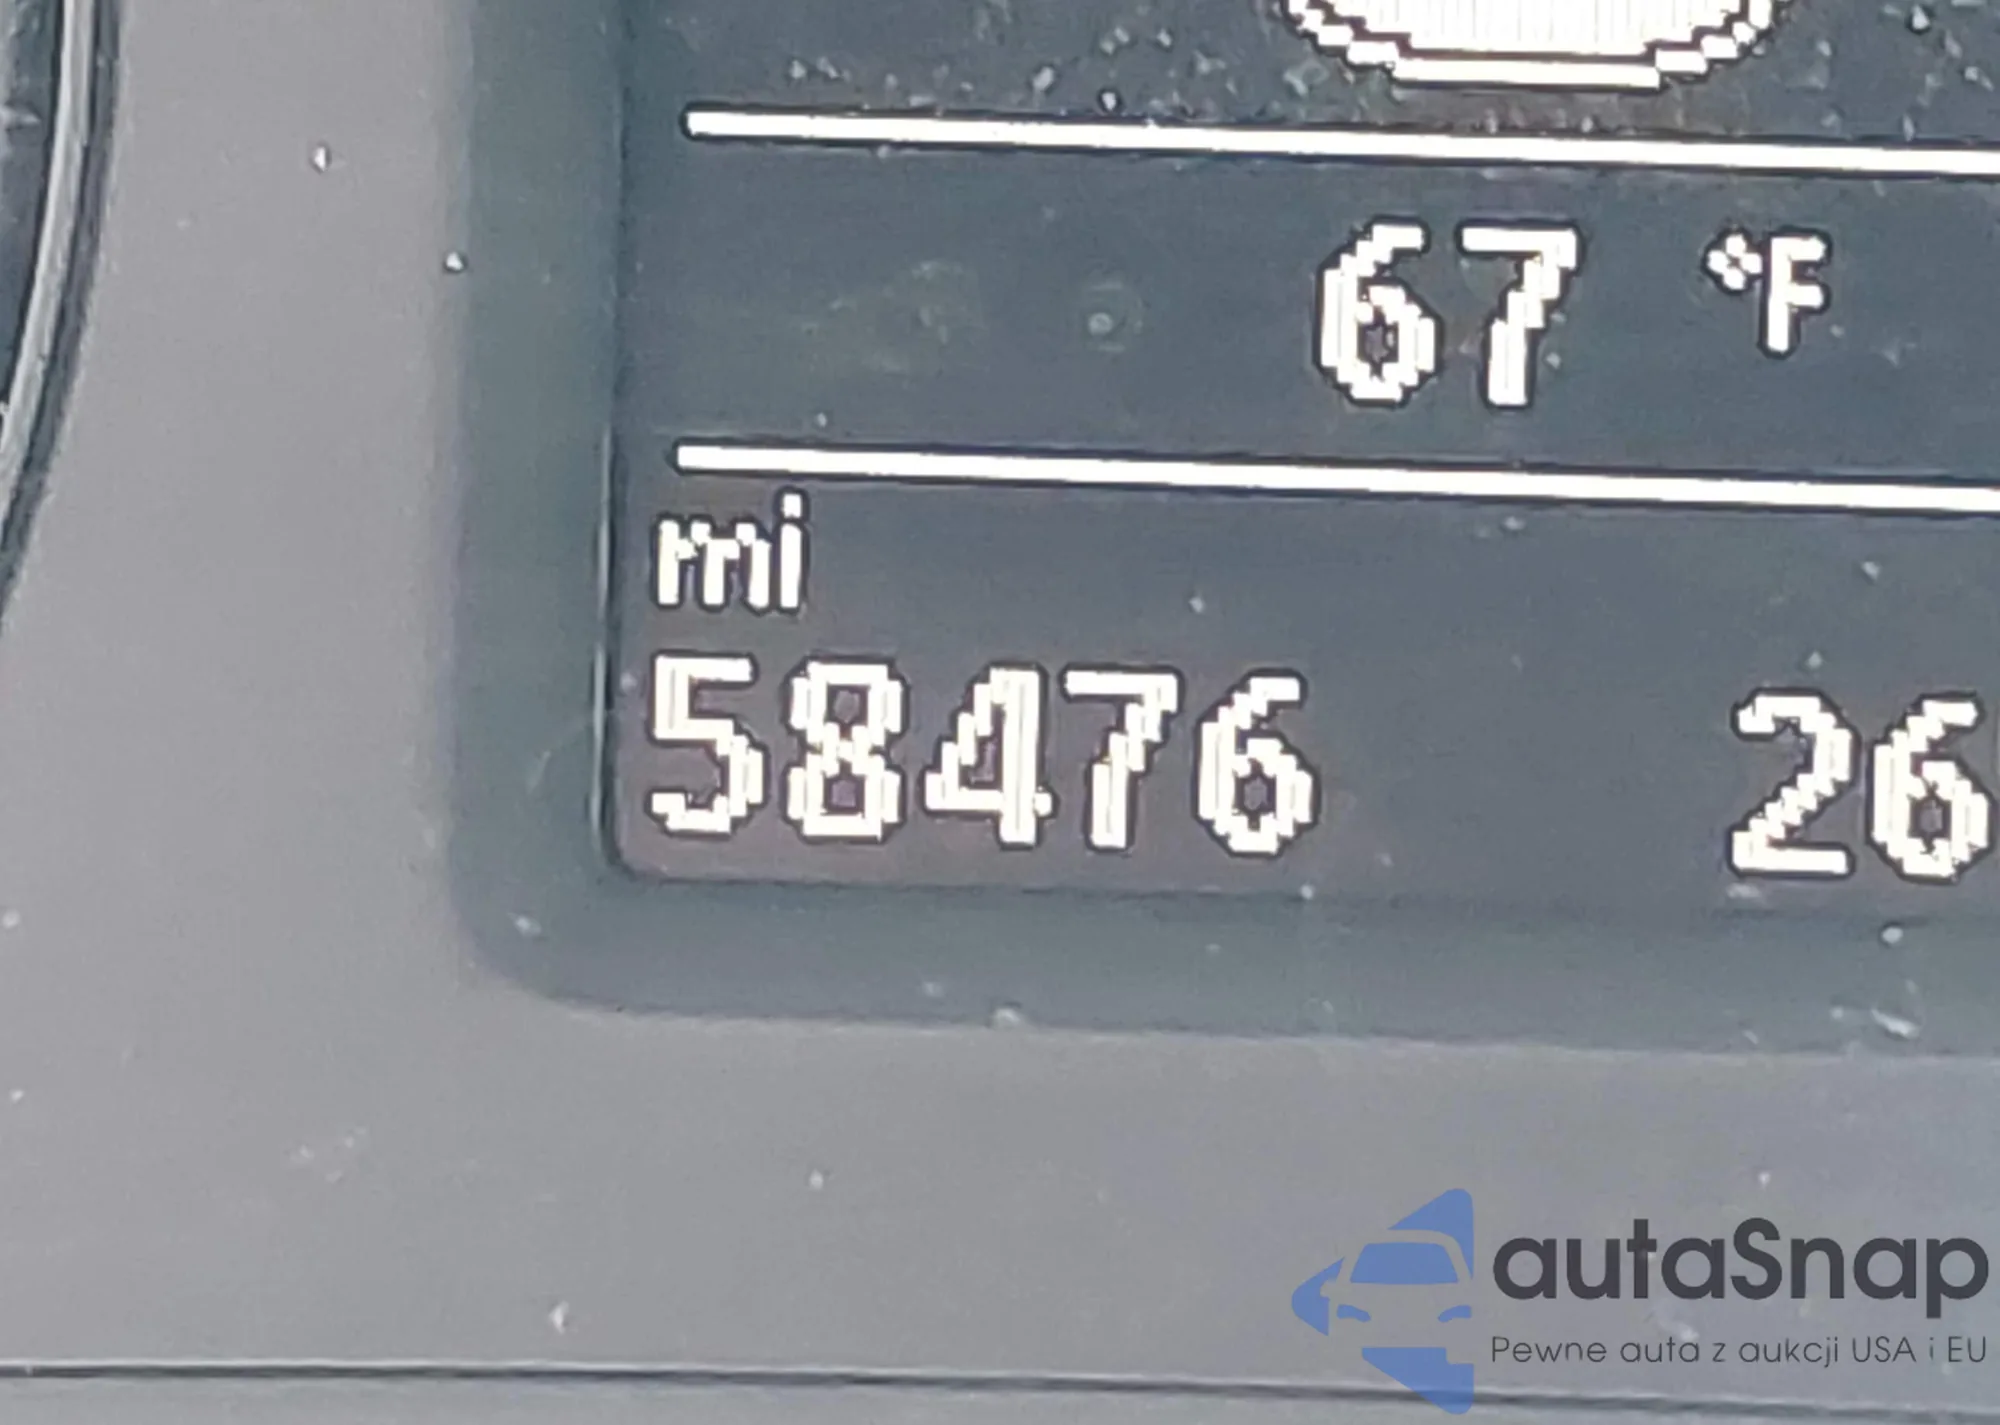 67 °F
mi
58476 26
autaSnap
Pewne auta z aukcji USA i EU